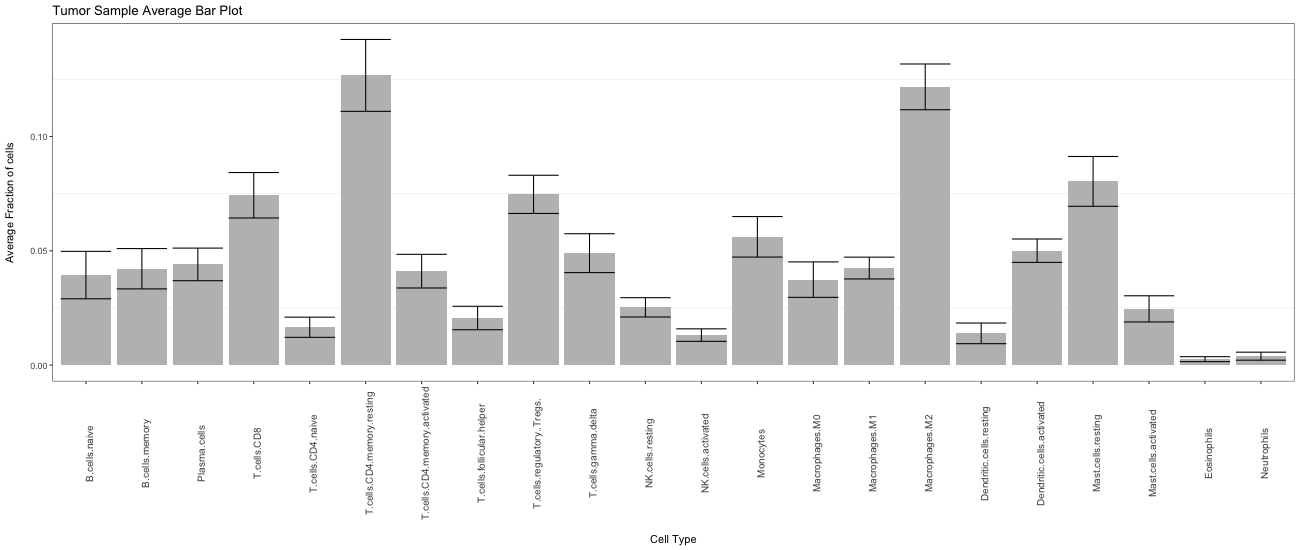 Tumor Sample Average Bar Plot
Average Fraction of cells
0.10
0.05
0.00
B.cells.naive
B.cells.memory
Plasma.cells
T.cells.CD8
T.cells.CD4.naive
T.cells.CD4.memory.resting
T.cells.CD4.memory.activated
T.cells.follicular.helper
T.cells.regulatory..Tregs.
T.cells.gamma.delta
NK.cells.resting
NK.cells.activated
Monocytes
Macrophages.M0
Macrophages.M1
Macrophages.M2
Dendritic.cells.resting
Dendritic.cells.activated
Mast.cells.resting
Mast.cells.activated
Eosinophils
Neutrophils
Cell Type